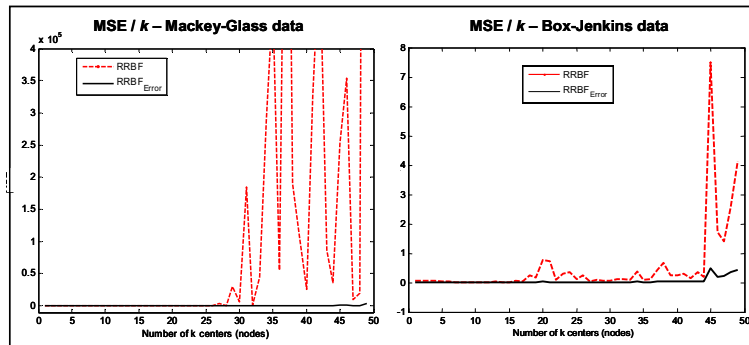 MSE / k – Mackey-Glass data
x 10^5
4
3.5
3
2.5
2
1.5
1
0.5
0
RRBF
RRBF_Error
0 5 10 15 20 25 30 35 40 45 50
Number of k centers (nodes)
MSE / k – Box-Jenkins data
8
7
6
5
4
3
2
1
0
-1
RRBF
RRBF_Error
0 5 10 15 20 25 30 35 40 45 50
Number of k centers (nodes)